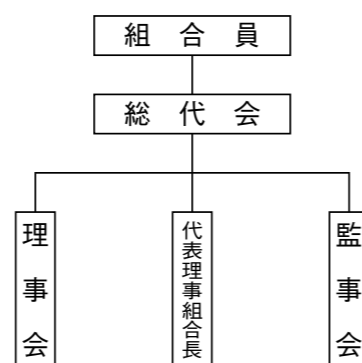 組合員
総代会
理事会
代表理事組合長
監事会